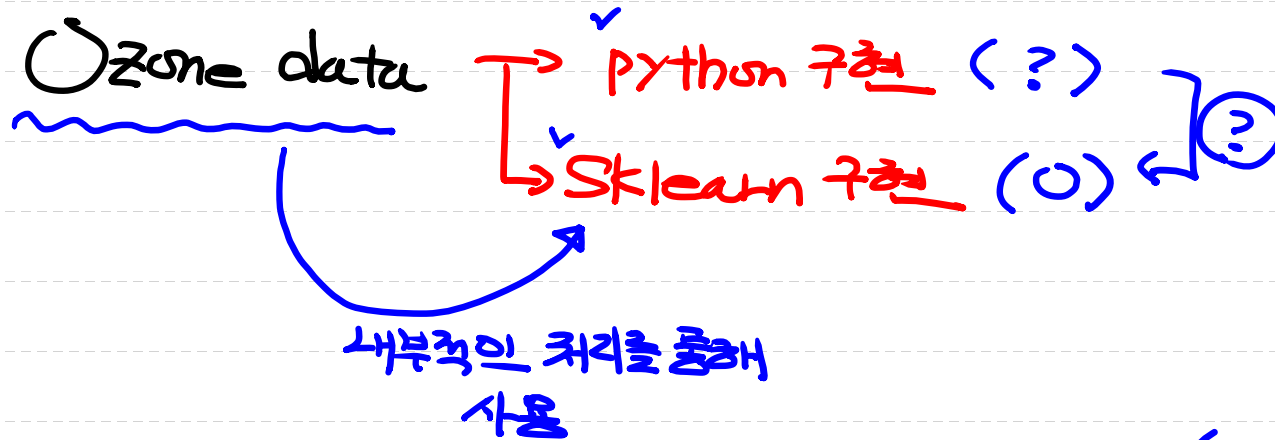 Ozone data → python 구현 (?)
Sklearn 구현 (O) ?
내부적인 처리를 통해
사용